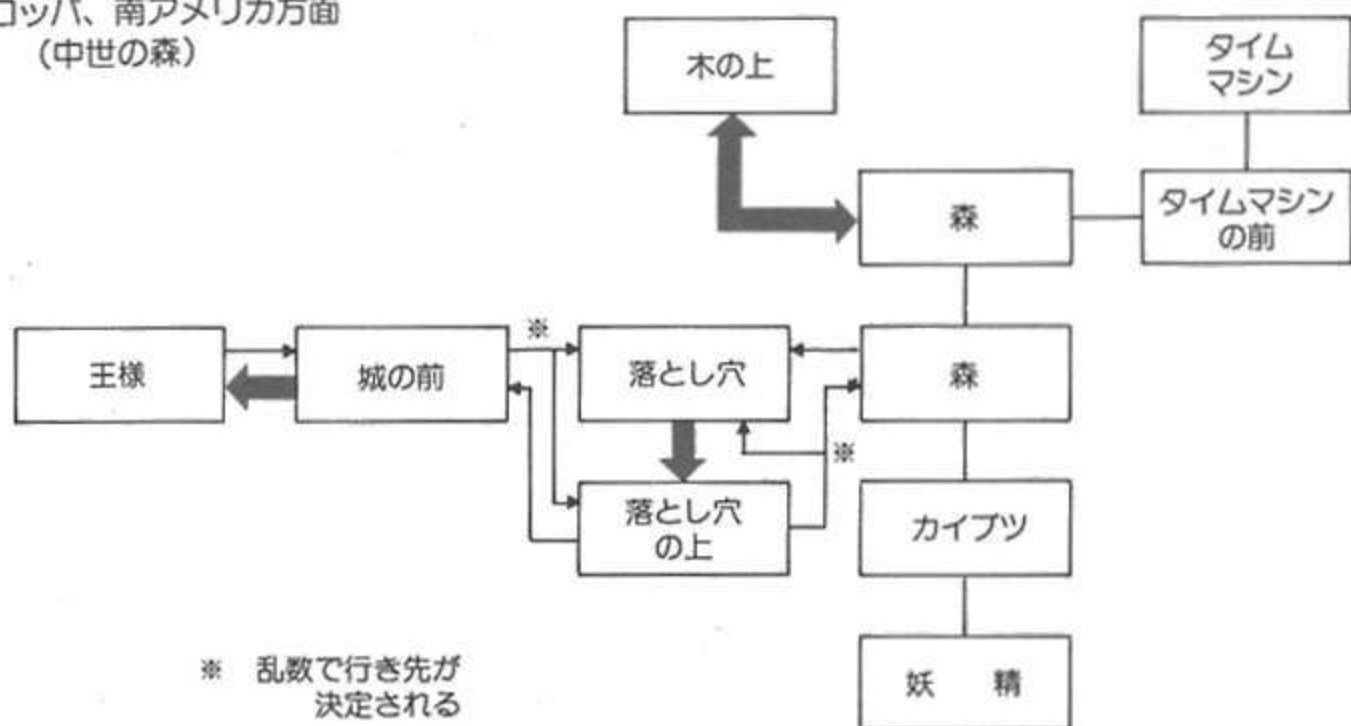 ロッパ、南アメリカ方面
(中世の森)
木の上
タイム
マシン
森
タイムマシン
の前
※
王様
城の前
落とし穴
森
※
落とし穴
の上
カイブツ
妖 精
※ 乱数で行き先が
決定される